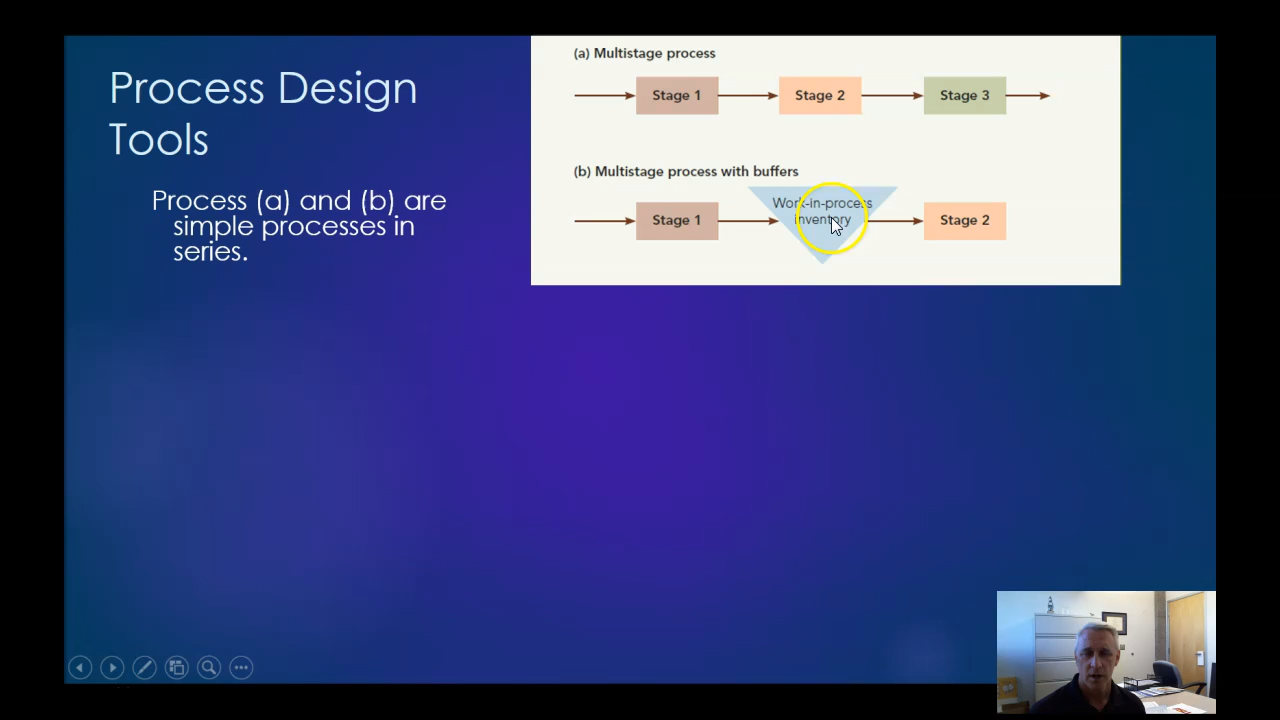 Process Design
Tools
Process (a) and (b) are
simple processes in
series.
(a) Multistage process
Stage 1
Stage 2
Stage 3
(b) Multistage process with buffers
Stage 1
Work-in-process
inventory
Stage 2